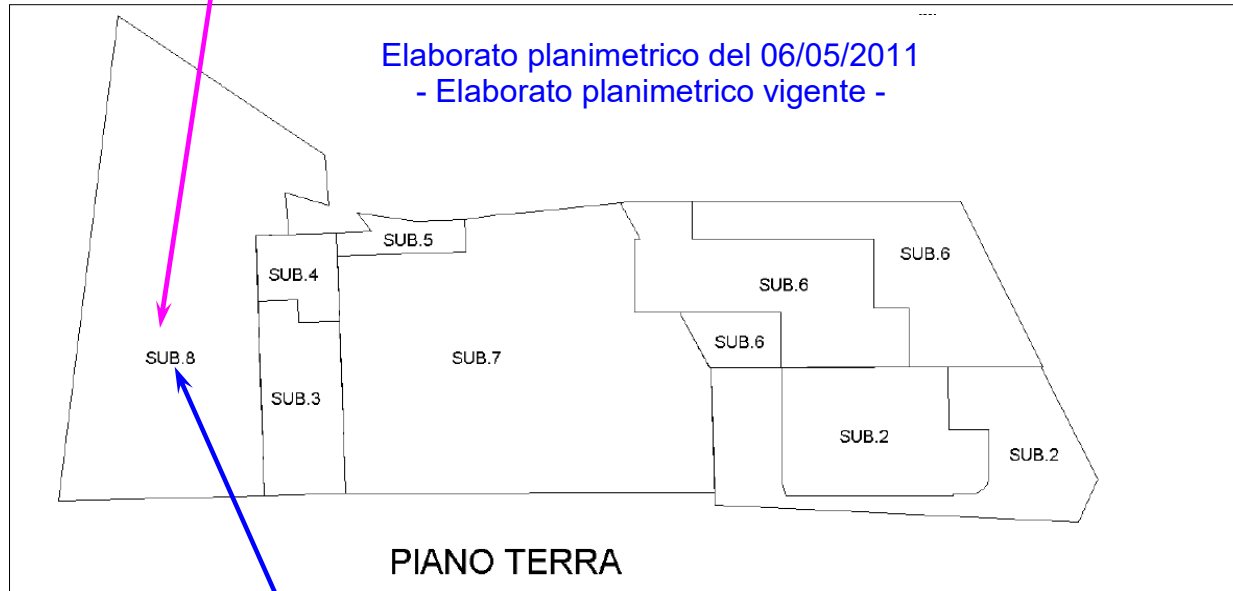 Elaborato planimetrico del 06/05/2011
- Elaborato planimetrico vigente -
SUB.5
SUB.4
SUB.6
SUB.6
SUB.6
SUB.8
SUB.7
SUB.3
SUB.2
SUB.2
PIANO TERRA